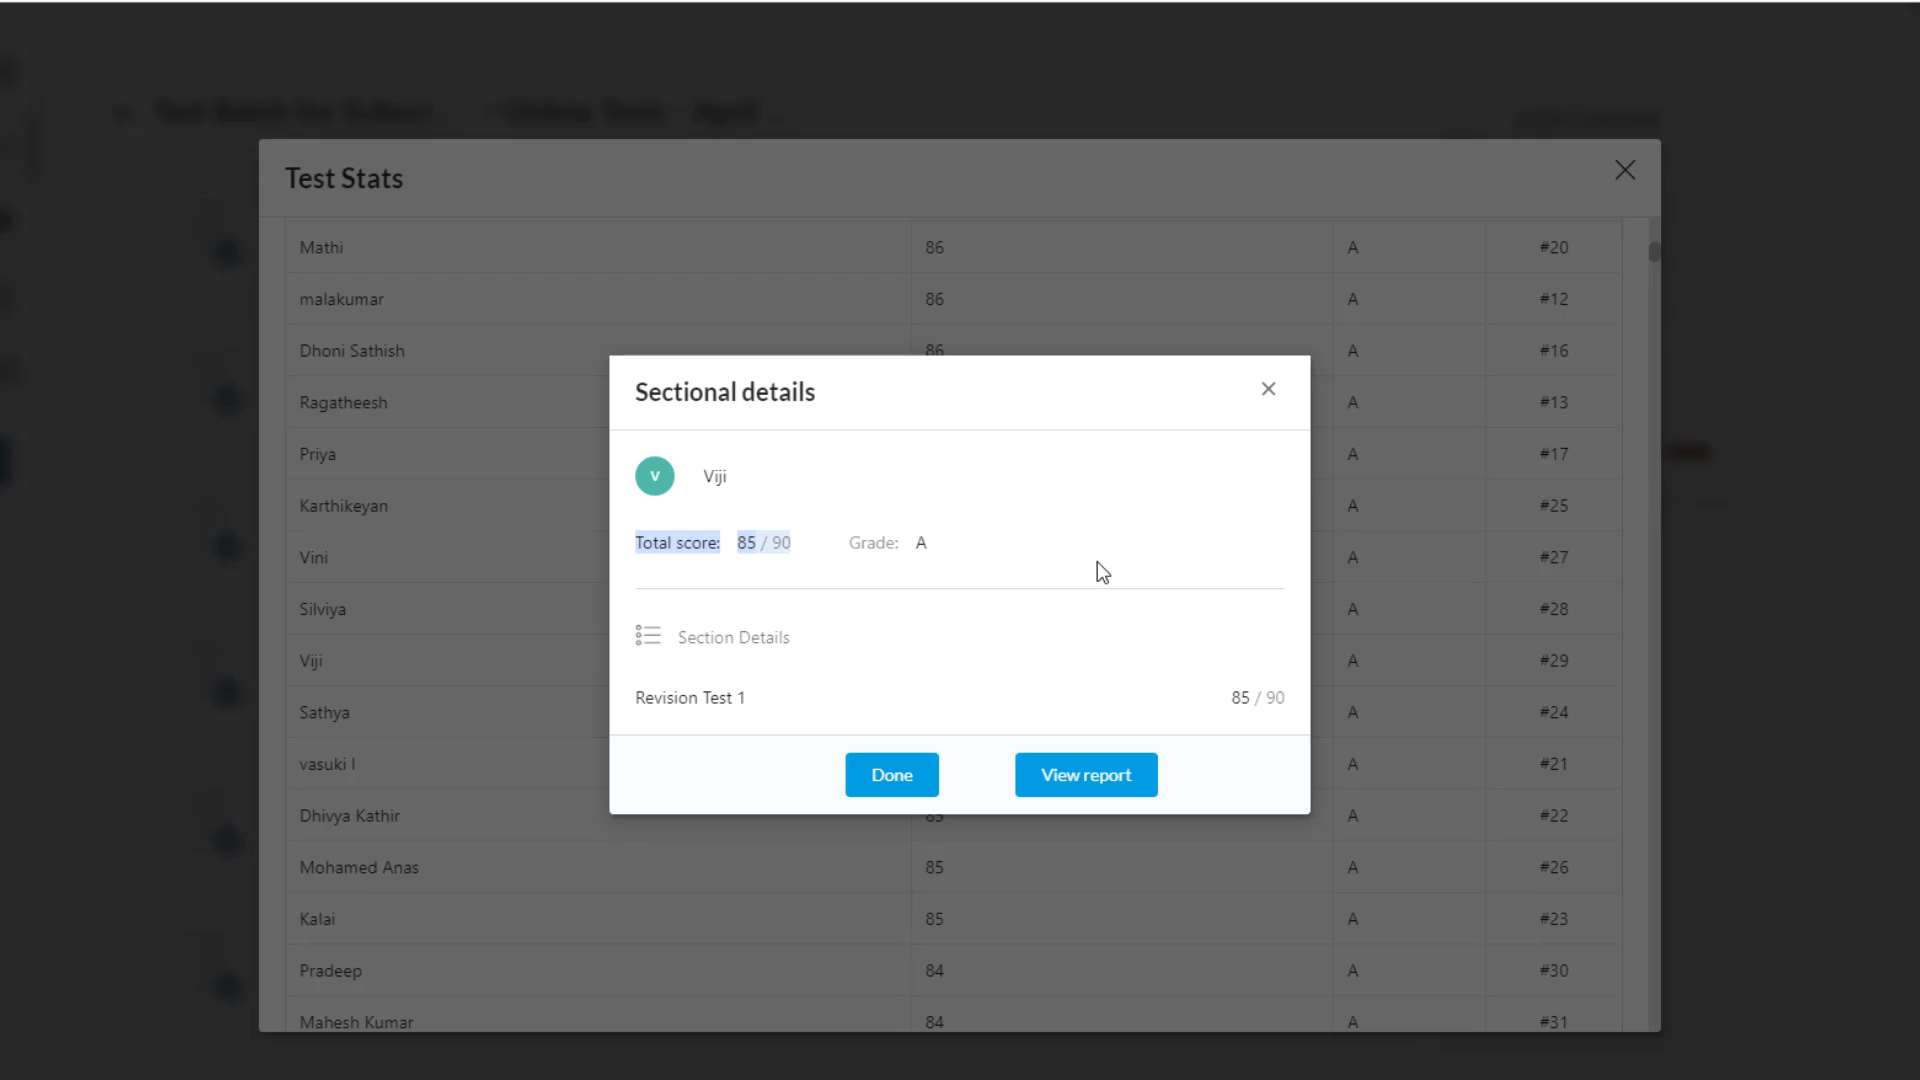 Test Stats
Mathi 86 A #20
malakumar 86 A #12
Dhoni Sathish 86 A #16
Ragatheesh A #13
Priya A #17
Karthikeyan A #25
Vini A #27
Silviya A #28
Viji A #29
Sathya A #24
vasuki l A #21
Dhivya Kathir 85 A #22
Mohamed Anas 85 A #26
Kalai 85 A #23
Pradeep 84 A #30
Mahesh Kumar 84 A #31
Sectional details
V Viji
Total score: 85 / 90 Grade: A
Section Details
Revision Test 1 85 / 90
Done View report